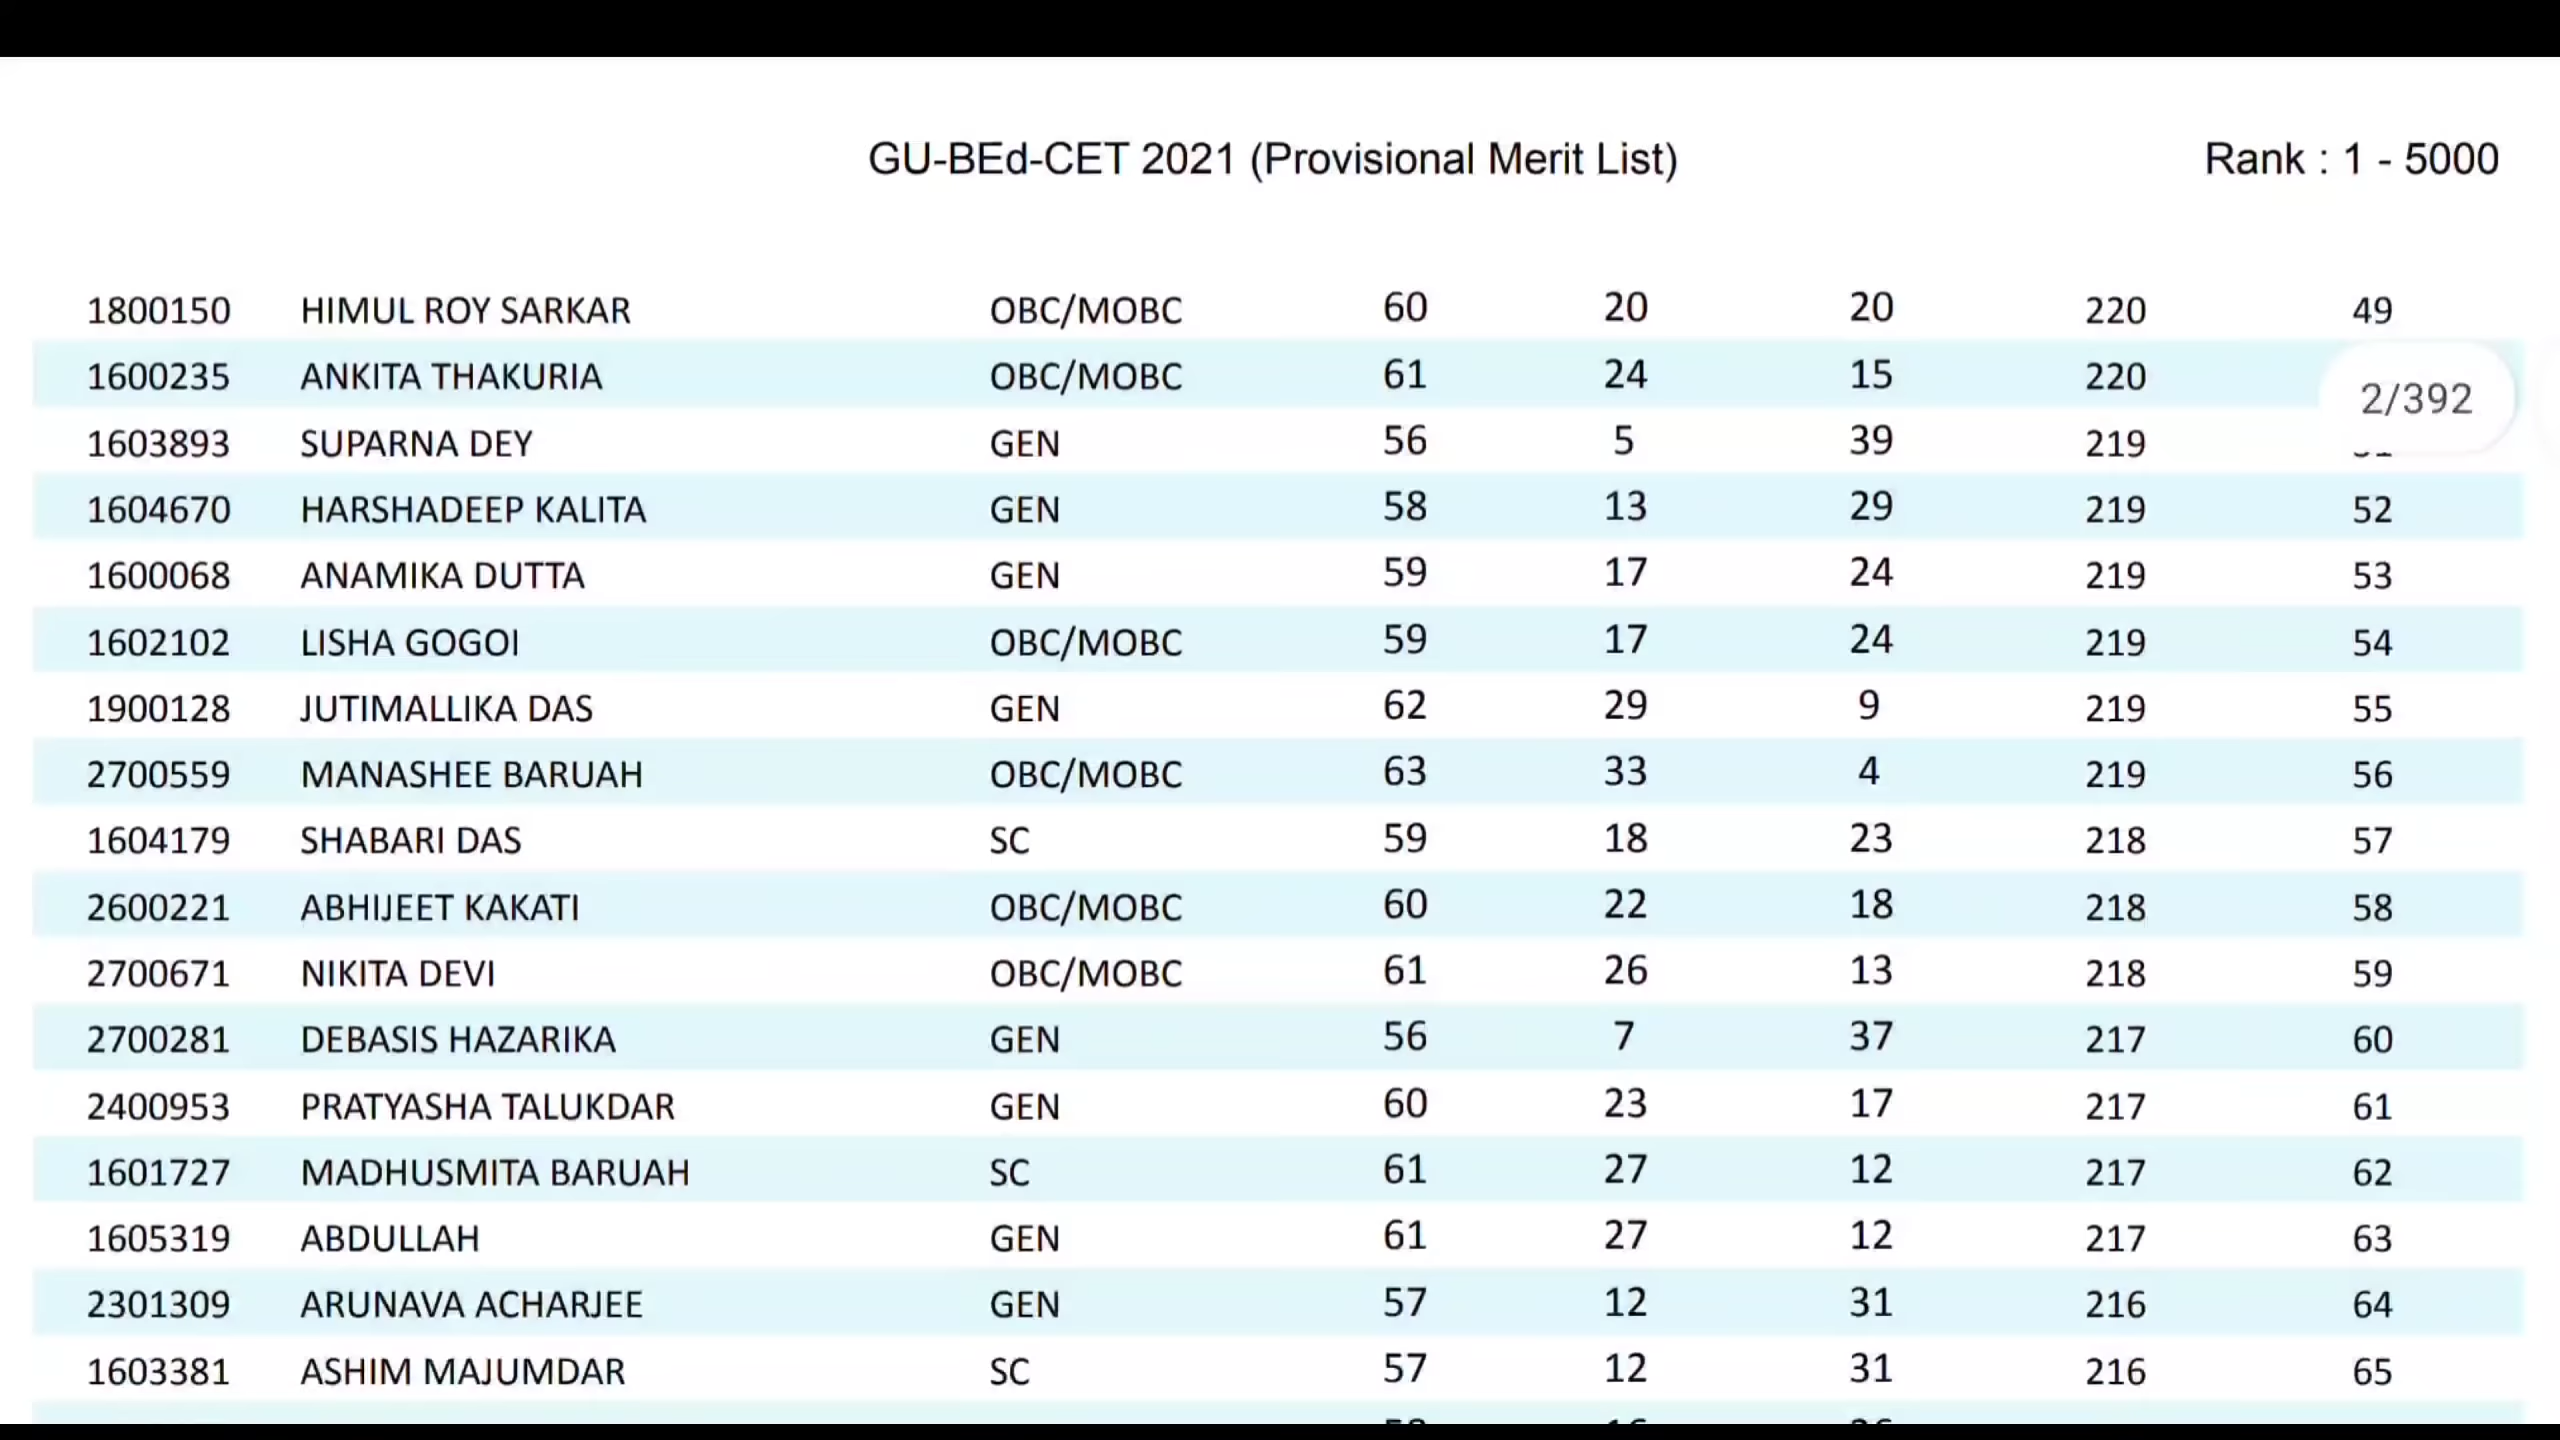 GU-BEd-CET 2021 (Provisional Merit List) Rank : 1 - 5000
1800150 HIMUL ROY SARKAR OBC/MOBC 60 20 20 220 49
1600235 ANKITA THAKURIA OBC/MOBC 61 24 15 220
2/392
1603893 SUPARNA DEY GEN 56 5 39 219
1604670 HARSHADEEP KALITA GEN 58 13 29 219 52
1600068 ANAMIKA DUTTA GEN 59 17 24 219 53
1602102 LISHA GOGOI OBC/MOBC 59 17 24 219 54
1900128 JUTIMALLIKA DAS GEN 62 29 9 219 55
2700559 MANASHEE BARUAH OBC/MOBC 63 33 4 219 56
1604179 SHABARI DAS SC 59 18 23 218 57
2600221 ABHIJEET KAKATI OBC/MOBC 60 22 18 218 58
2700671 NIKITA DEVI OBC/MOBC 61 26 13 218 59
2700281 DEBASIS HAZARIKA GEN 56 7 37 217 60
2400953 PRATYASHA TALUKDAR GEN 60 23 17 217 61
1601727 MADHUSMITA BARUAH SC 61 27 12 217 62
1605319 ABDULLAH GEN 61 27 12 217 63
2301309 ARUNAVA ACHARJEE GEN 57 12 31 216 64
1603381 ASHIM MAJUMDAR SC 57 12 31 216 65